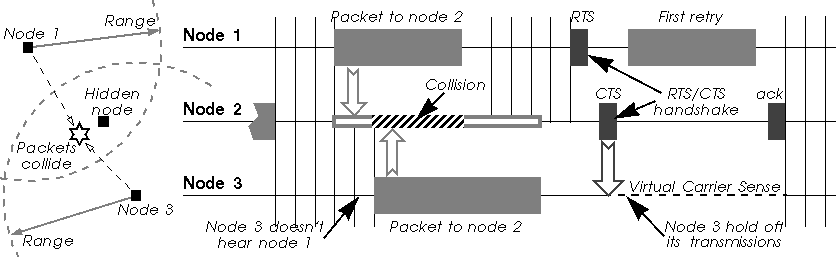 Node 1
Range
Hidden
node
Packets
collide
Node 3
Range
Node 1
Packet to node 2
RTS
First retry
Collision
Node 2
CTS
RTS/CTS
handshake
ack
Node 3
Virtual Carrier Sense
Node 3 doesn't
hear node 1
Packet to node 2
Node 3 hold off
its transmissions